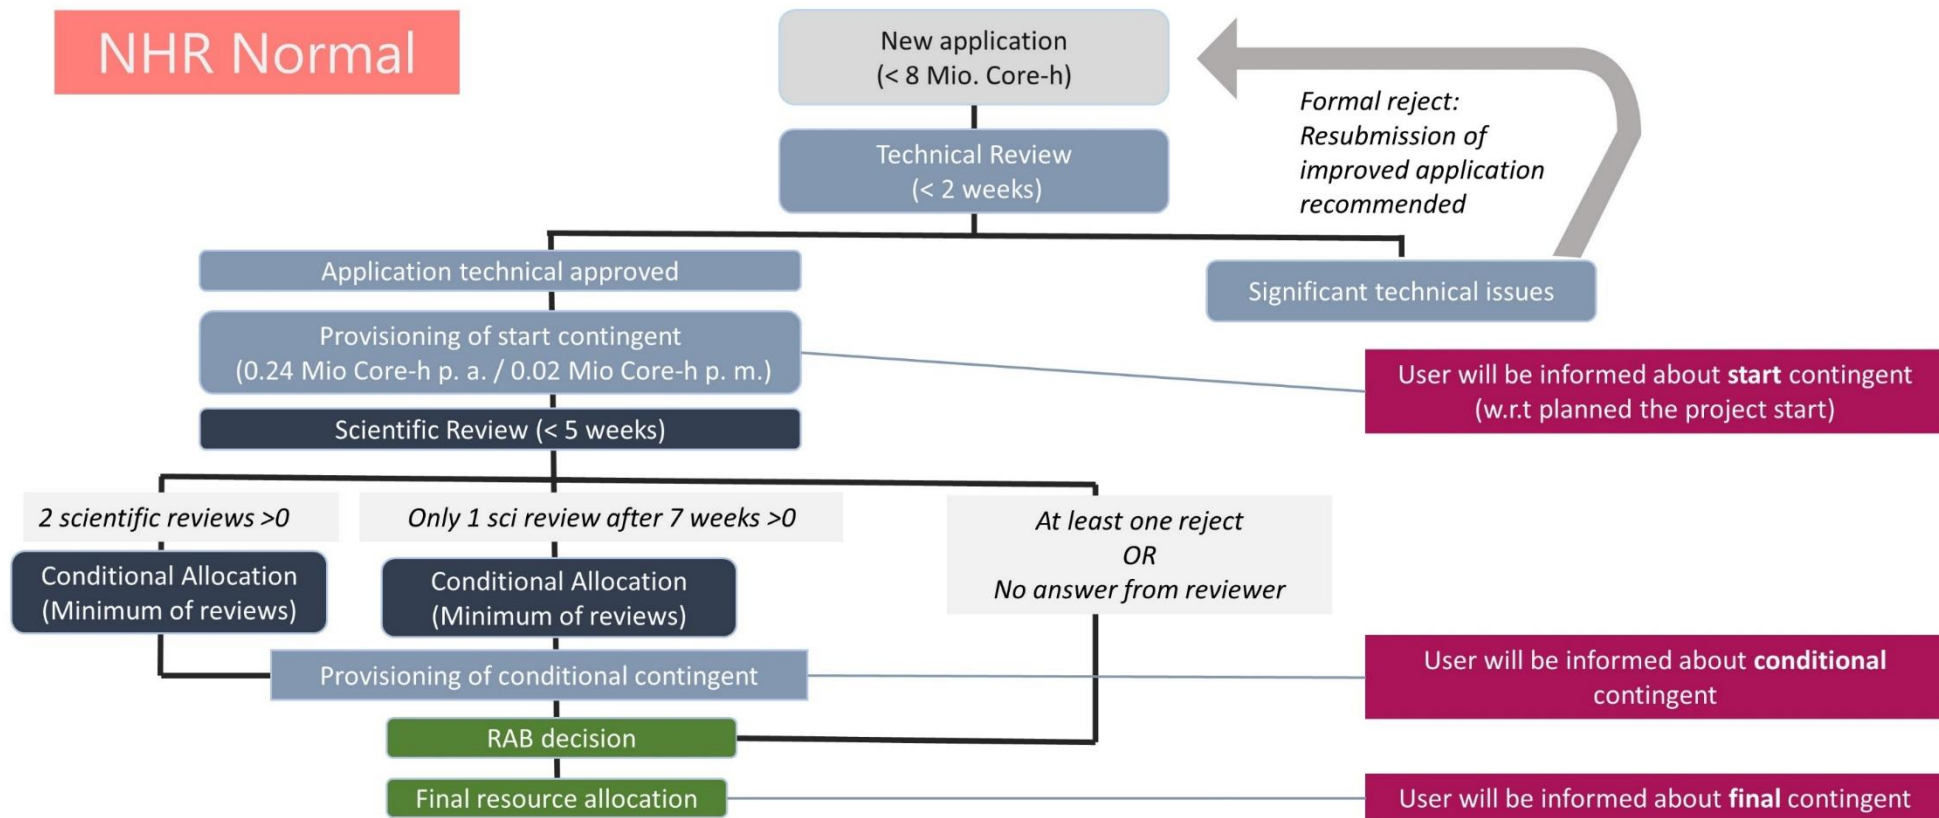 NHR Normal
New application
(< 8 Mio. Core-h)
Formal reject:
Resubmission of
improved application
recommended
Technical Review
(< 2 weeks)
Application technical approved
Significant technical issues
Provisioning of start contingent
(0.24 Mio Core-h p. a. / 0.02 Mio Core-h p. m.)
User will be informed about start contingent
(w.r.t planned the project start)
Scientific Review (< 5 weeks)
2 scientific reviews >0
Only 1 sci review after 7 weeks >0
At least one reject
OR
No answer from reviewer
Conditional Allocation
(Minimum of reviews)
Conditional Allocation
(Minimum of reviews)
Provisioning of conditional contingent
User will be informed about conditional
contingent
RAB decision
Final resource allocation
User will be informed about final contingent